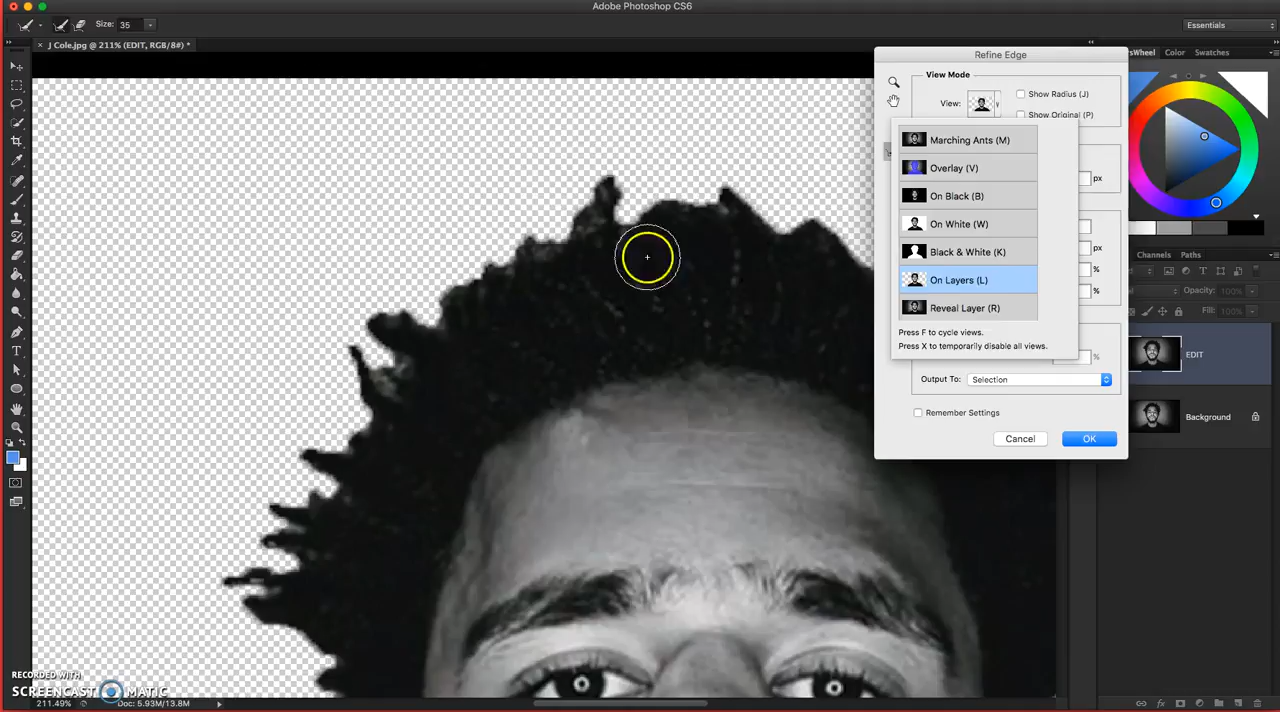 Adobe Photoshop CS6
Size: 35
Essentials
× J Cole.jpg @ 211% (EDIT, RGB/8#) *
Refine Edge
Wheel Color Swatches
View Mode
View:
Show Radius (J)
Show Original (P)
Marching Ants (M)
Overlay (V)
px
On Black (B)
On White (W)
Black & White (K)
px
Channels Paths
%
On Layers (L)
%
Opacity: 100%
Reveal Layer (R)
Fill: 100%
Press F to cycle views.
Press X to temporarily disable all views.
%
EDIT
Output To: Selection
Remember Settings
Background
Cancel OK
RECORDED WITH
SCREENCAST MATIC
211.49% Doc: 5.93M/13.8M